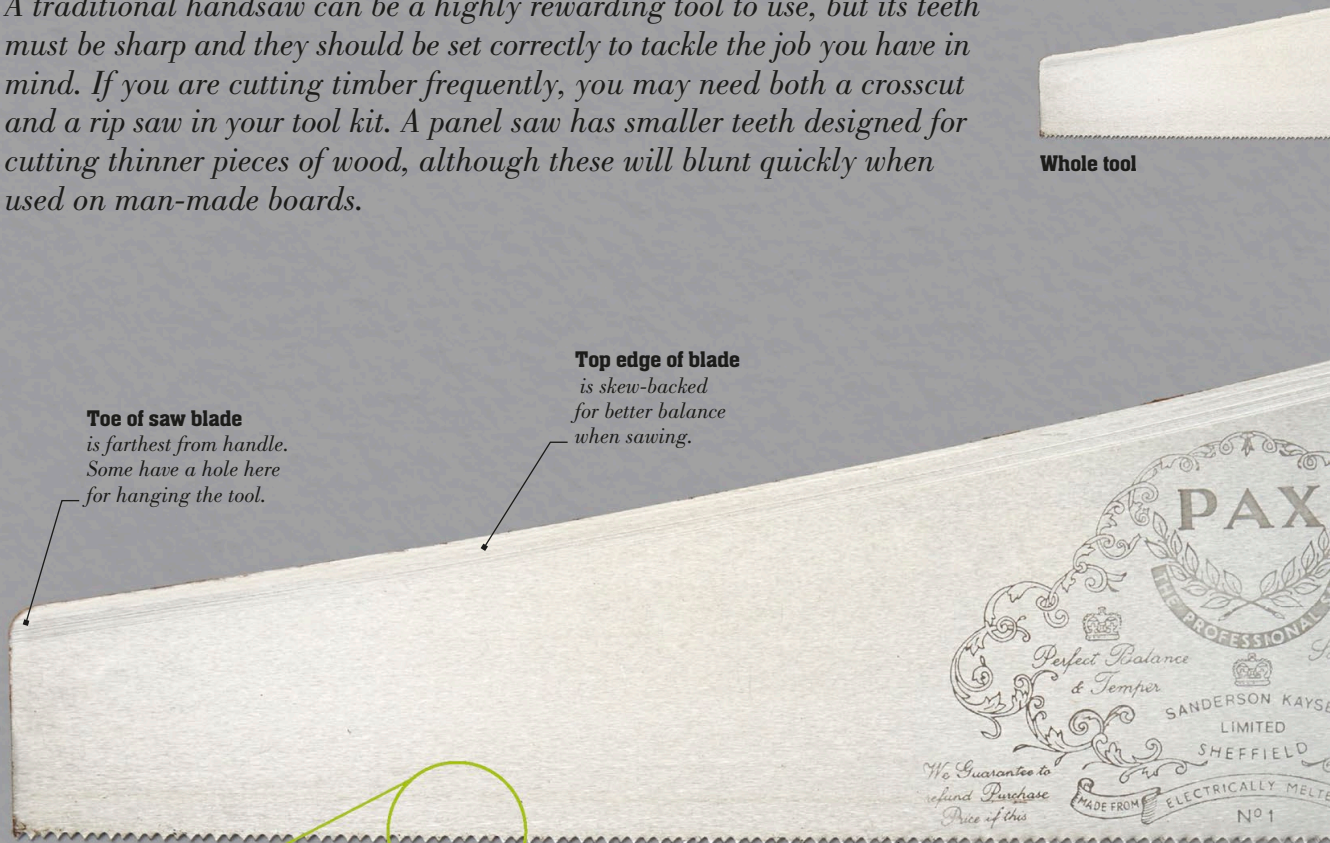 A traditional handsaw can be a highly rewarding tool to use, but its teeth
must be sharp and they should be set correctly to tackle the job you have in
mind. If you are cutting timber frequently, you may need both a crosscut
and a rip saw in your tool kit. A panel saw has smaller teeth designed for
cutting thinner pieces of wood, although these will blunt quickly when
used on man-made boards.
Whole tool
Top edge of blade
is skew-backed
for better balance
when sawing.
Toe of saw blade
is farthest from handle.
Some have a hole here
for hanging the tool.
PAX
THE PROFESSIONAL
Perfect Balance
& Temper
SANDERSON KAYSE
LIMITED
SHEFFIELD
We Guarantee to
refund Purchase
Price if this
MADE FROM
ELECTRICALLY MELTE
Nº 1